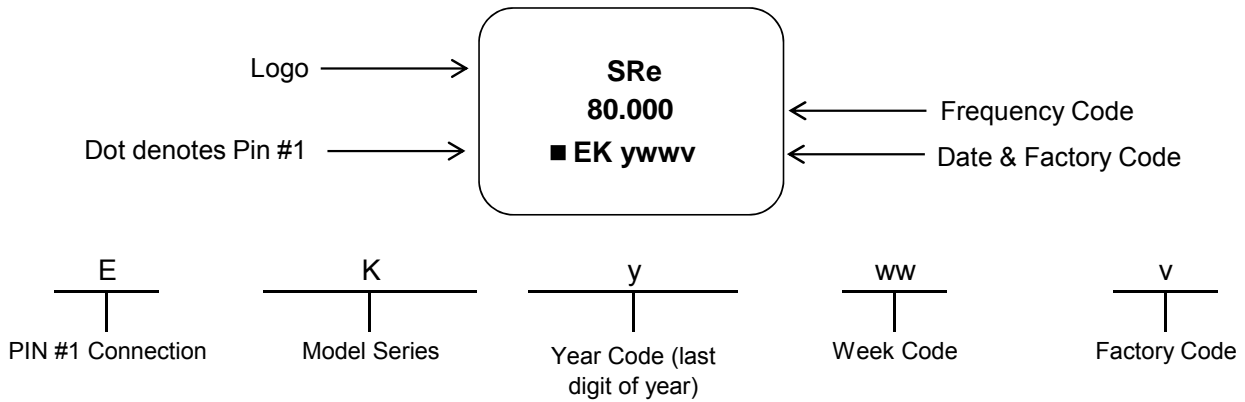 Logo
SRe
80.000
Frequency Code
Dot denotes Pin #1
■ EK ywwv
Date & Factory Code
E
K
y
ww
v
PIN #1 Connection
Model Series
Year Code (last
digit of year)
Week Code
Factory Code